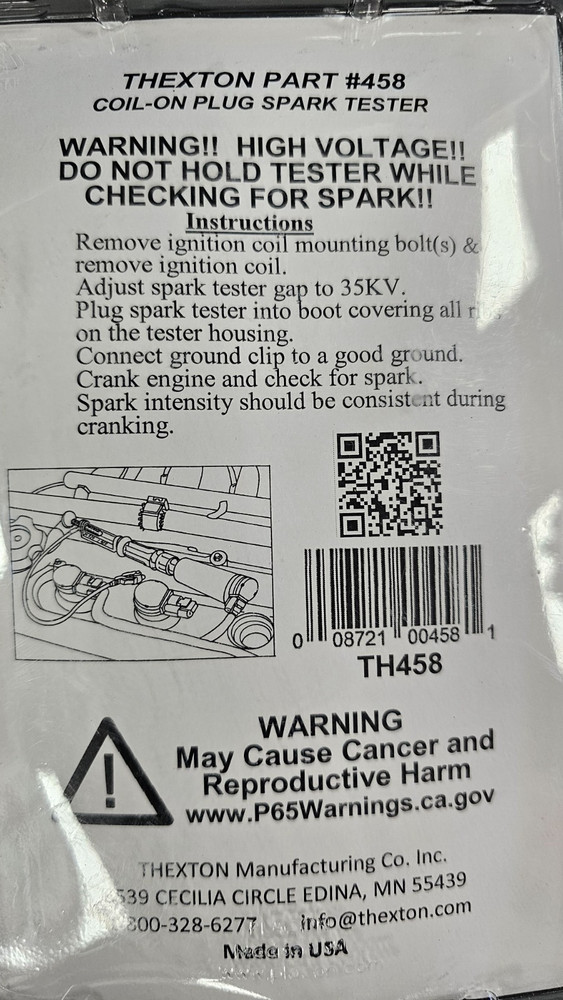 THEXTON PART #458
COIL-ON PLUG SPARK TESTER
WARNING!! HIGH VOLTAGE!!
DO NOT HOLD TESTER WHILE
CHECKING FOR SPARK!!
Instructions
Remove ignition coil mounting bolt(s) &
remove ignition coil.
Adjust spark tester gap to 35KV.
Plug spark tester into boot covering all
on the tester housing.
Connect ground clip to a good ground.
Crank engine and check for spark.
Spark intensity should be consistent during
cranking.
0 08721 00458 1
TH458
WARNING
May Cause Cancer and
Reproductive Harm
www.P65Warnings.ca.gov
THEXTON Manufacturing Co. Inc.
CECILIA CIRCLE EDINA, MN 55439
info@thexton.com
Made in USA